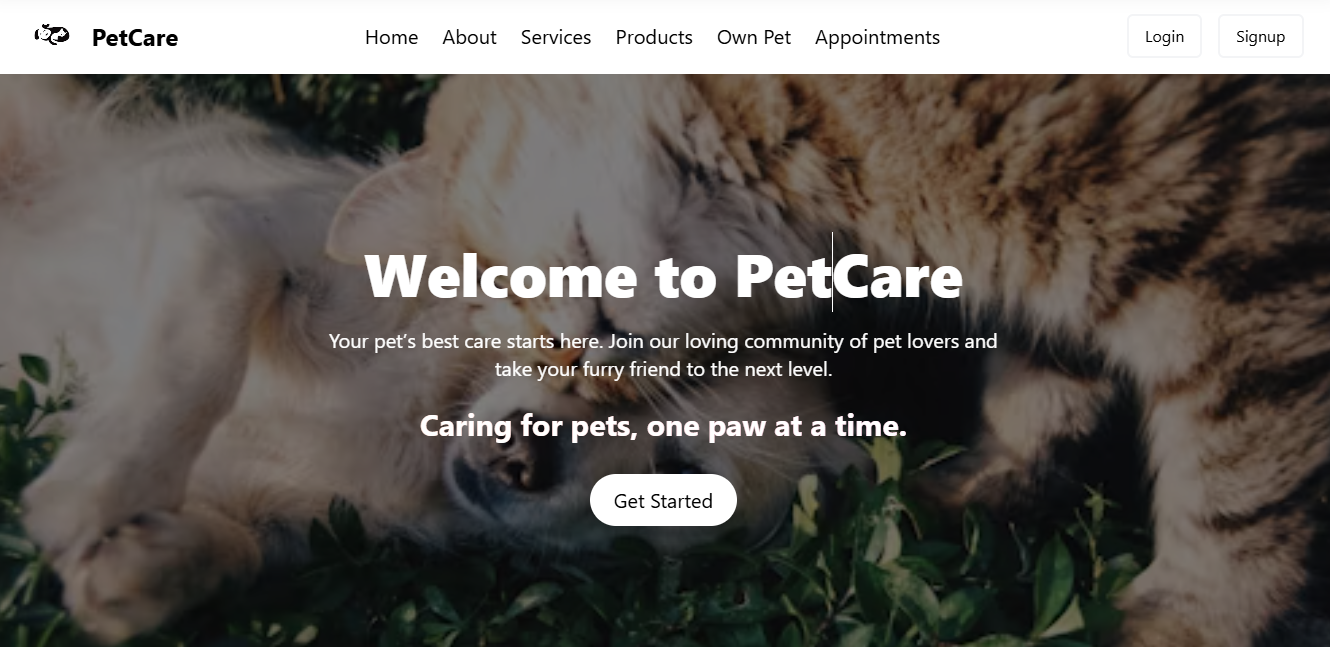 PetCare
Home About Services Products Own Pet Appointments
Login Signup
Welcome to PetCare
Your pet’s best care starts here. Join our loving community of pet lovers and
take your furry friend to the next level.
Caring for pets, one paw at a time.
Get Started